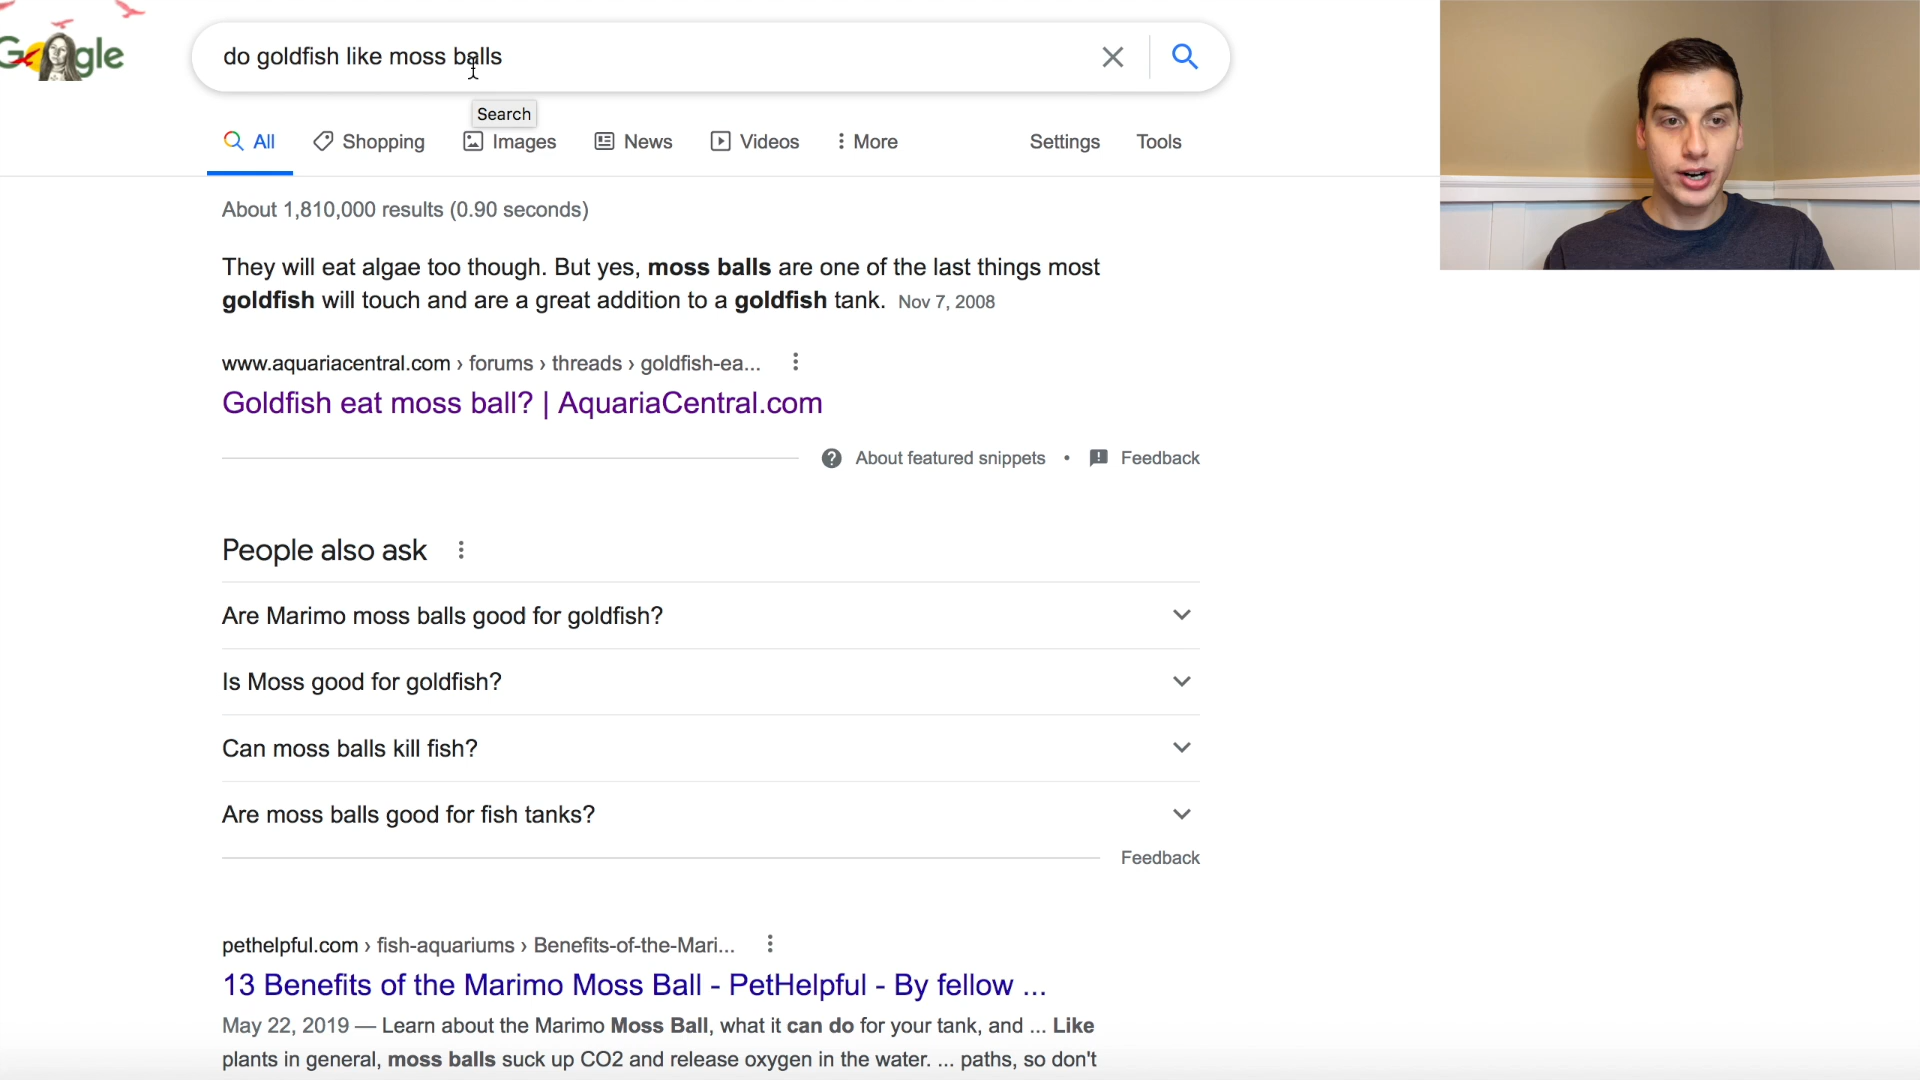 Google
do goldfish like moss balls
Search
All Shopping Images News Videos More Settings Tools
About 1,810,000 results (0.90 seconds)
They will eat algae too though. But yes, moss balls are one of the last things most
goldfish will touch and are a great addition to a goldfish tank. Nov 7, 2008
www.aquariacentral.com › forums › threads › goldfish-ea...
Goldfish eat moss ball? | AquariaCentral.com
About featured snippets • Feedback
People also ask
Are Marimo moss balls good for goldfish?
Is Moss good for goldfish?
Can moss balls kill fish?
Are moss balls good for fish tanks?
Feedback
pethelpful.com › fish-aquariums › Benefits-of-the-Mari...
13 Benefits of the Marimo Moss Ball - PetHelpful - By fellow ...
May 22, 2019 — Learn about the Marimo Moss Ball, what it can do for your tank, and ... Like
plants in general, moss balls suck up CO2 and release oxygen in the water. ... paths, so don't